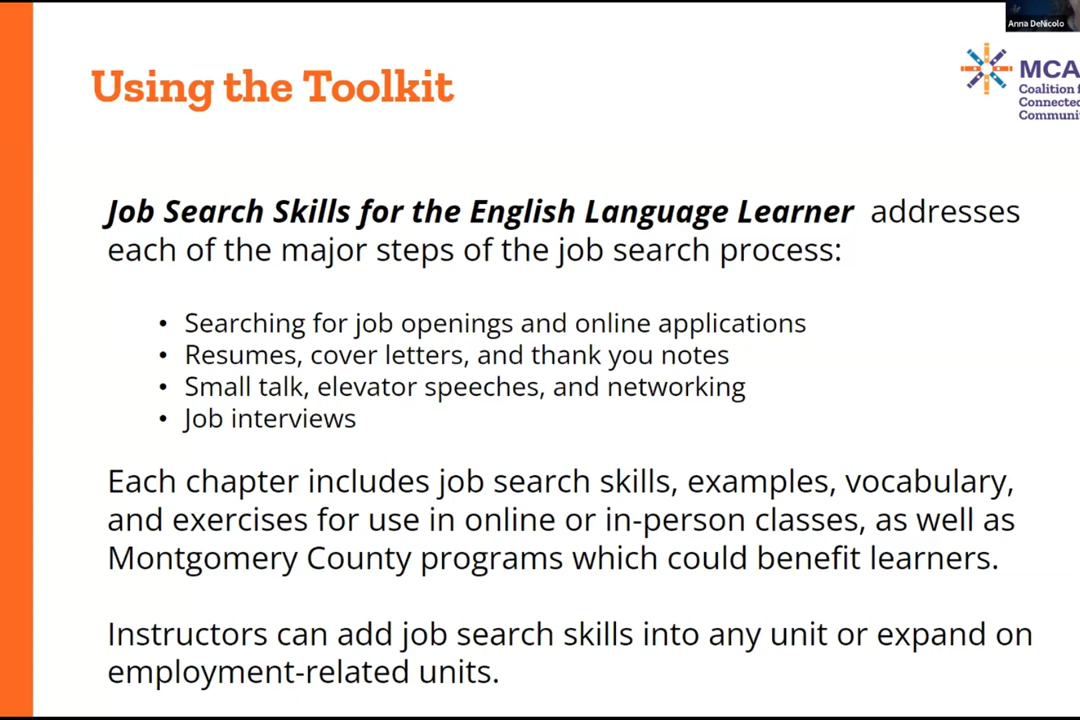 Anna DeNicolo
Using the Toolkit
MCA
Coalition f
Connected
Communi
Job Search Skills for the English Language Learner addresses
each of the major steps of the job search process:
• Searching for job openings and online applications
• Resumes, cover letters, and thank you notes
• Small talk, elevator speeches, and networking
• Job interviews
Each chapter includes job search skills, examples, vocabulary,
and exercises for use in online or in-person classes, as well as
Montgomery County programs which could benefit learners.
Instructors can add job search skills into any unit or expand on
employment-related units.